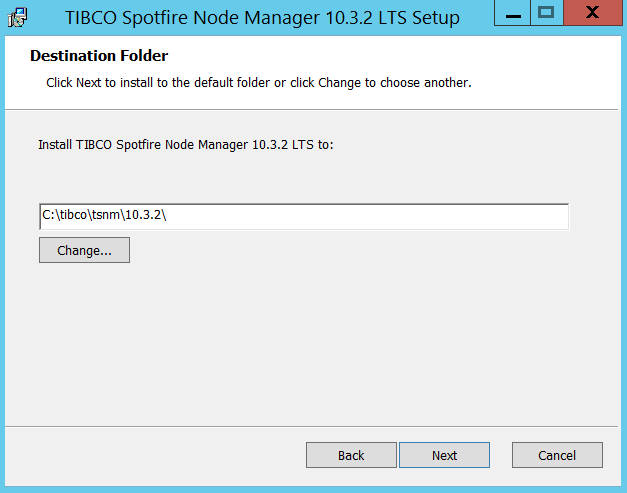 TIBCO Spotfire Node Manager 10.3.2 LTS Setup
Destination Folder
Click Next to install to the default folder or click Change to choose another.
Install TIBCO Spotfire Node Manager 10.3.2 LTS to:
C:\tibco\tsnm\10.3.2\
Change...
Back Next Cancel